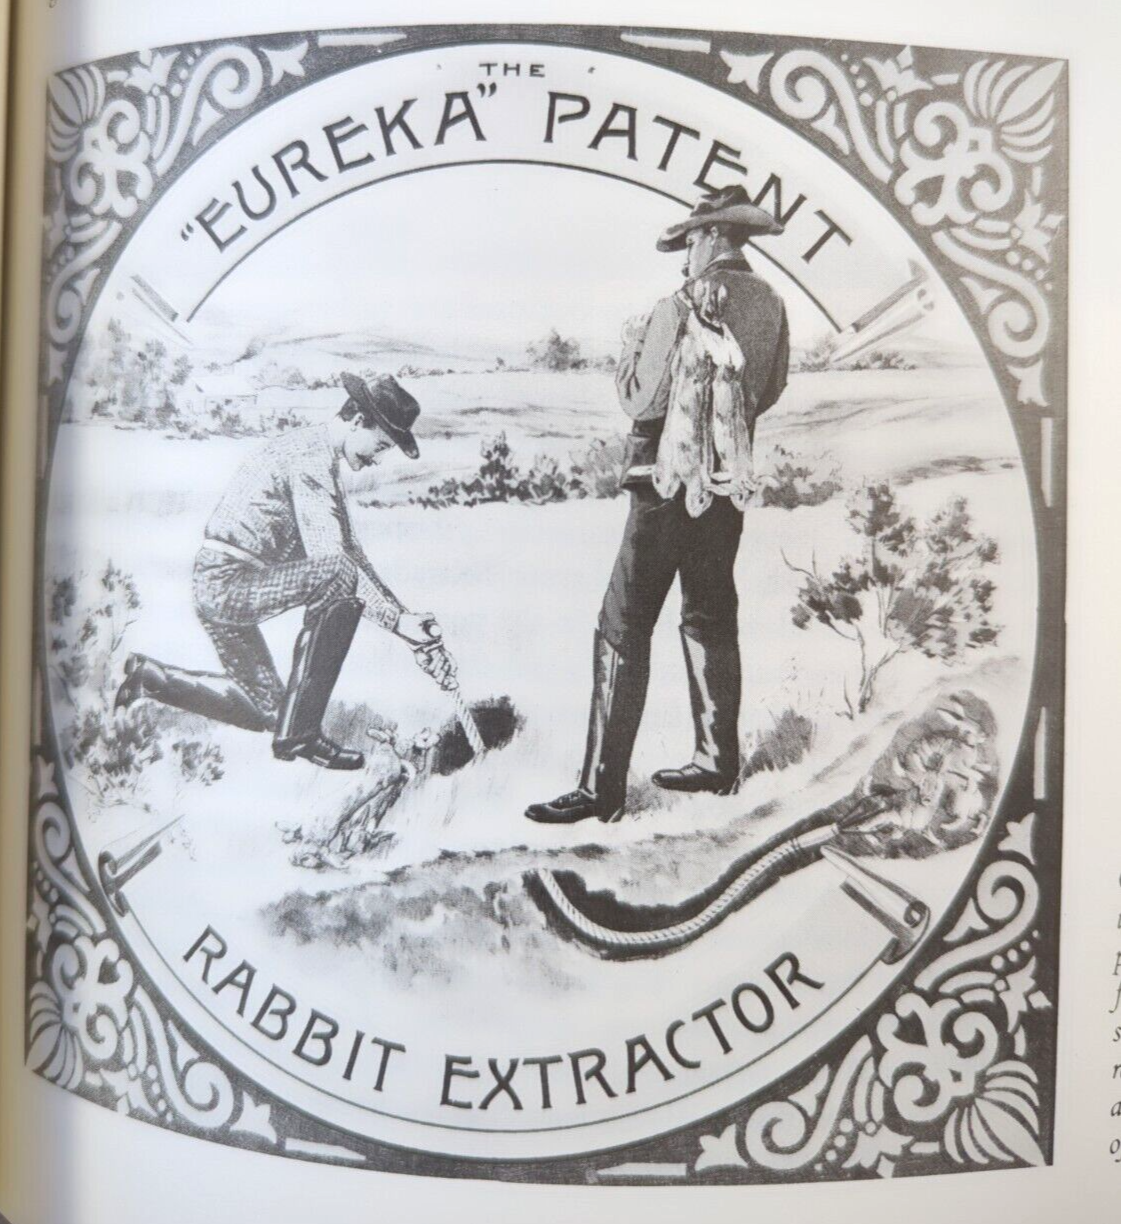 THE
"EUREKA" PATENT
RABBIT EXTRACTOR